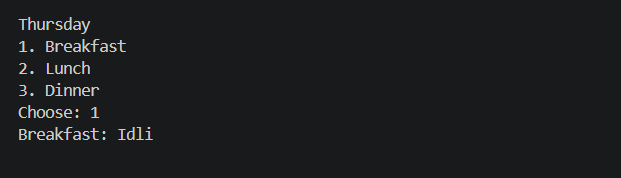 Thursday
1. Breakfast
2. Lunch
3. Dinner
Choose: 1
Breakfast: Idli